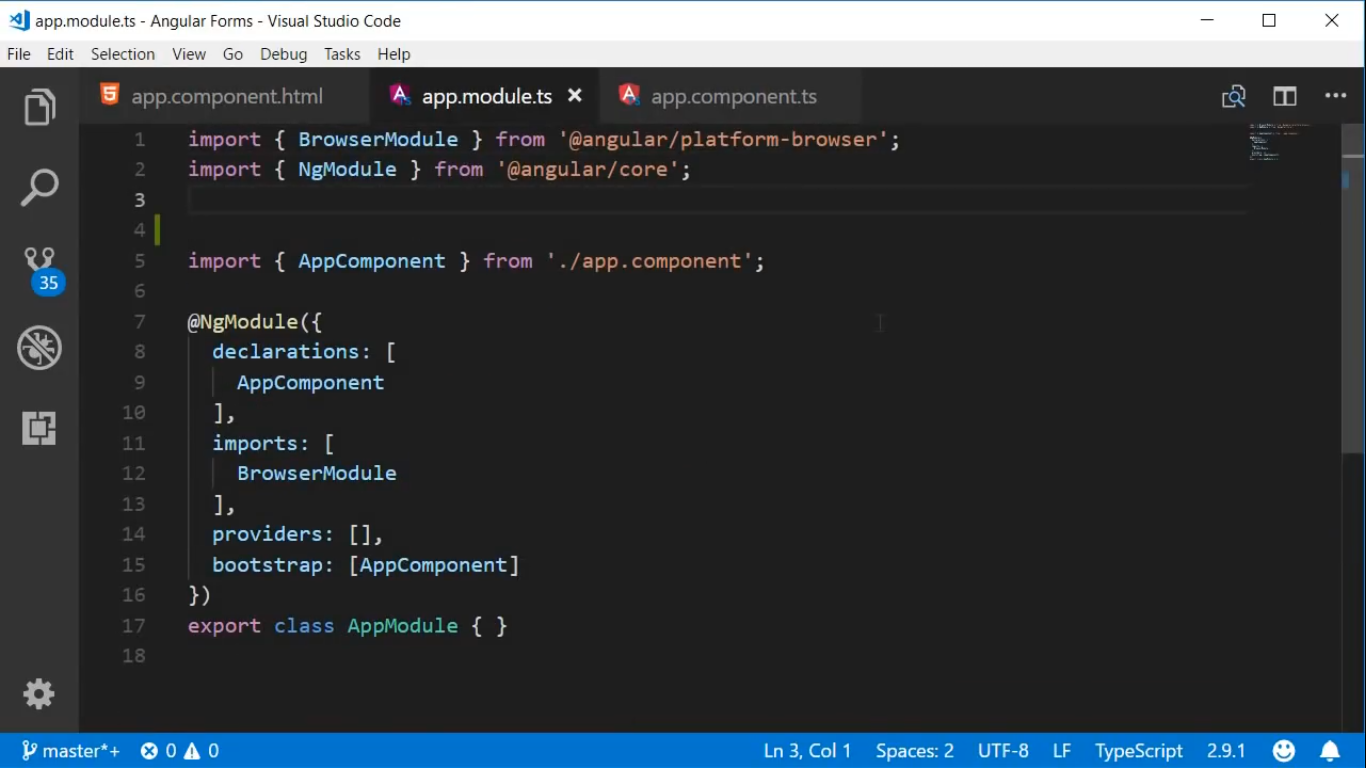 app.module.ts - Angular Forms - Visual Studio Code
File Edit Selection View Go Debug Tasks Help
app.component.html app.module.ts app.component.ts
1 import { BrowserModule } from '@angular/platform-browser';
2 import { NgModule } from '@angular/core';
3
4
5 import { AppComponent } from './app.component';
6
7 @NgModule({
8 declarations: [
9 AppComponent
10 ],
11 imports: [
12 BrowserModule
13 ],
14 providers: [],
15 bootstrap: [AppComponent]
16 })
17 export class AppModule { }
18
35
master*+ 0 0 Ln 3, Col 1 Spaces: 2 UTF-8 LF TypeScript 2.9.1